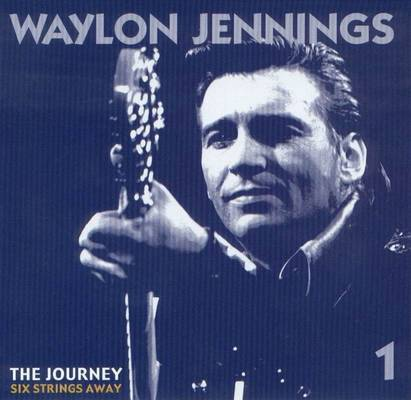 WAYLON JENNINGS
THE JOURNEY
SIX STRINGS AWAY
1